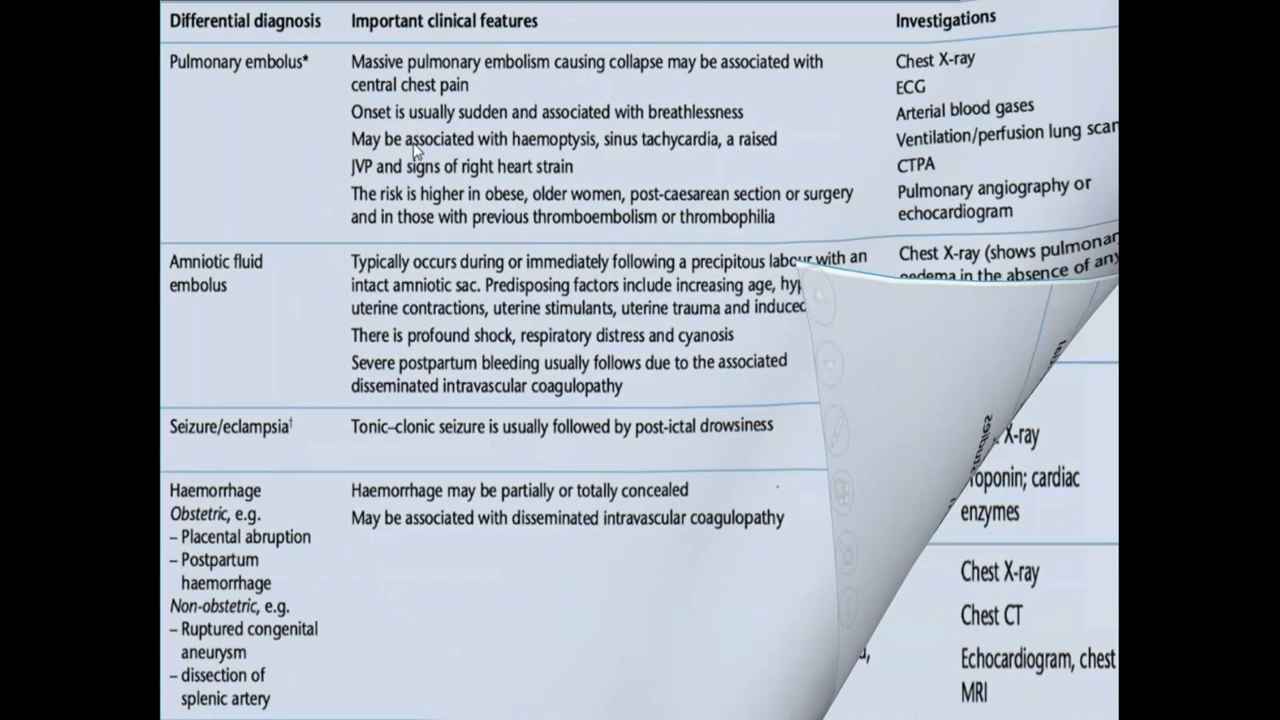 Differential diagnosis Important clinical features Investigations
Pulmonary embolus* Massive pulmonary embolism causing collapse may be associated with Chest X-ray
central chest pain ECG
Onset is usually sudden and associated with breathlessness Arterial blood gases
May be associated with haemoptysis, sinus tachycardia, a raised Ventilation/perfusion lung scan
JVP and signs of right heart strain CTPA
The risk is higher in obese, older women, post-caesarean section or surgery Pulmonary angiography or
and in those with previous thromboembolism or thrombophilia echocardiogram
Amniotic fluid Typically occurs during or immediately following a precipitous labour with an Chest X-ray (shows pulmonar
embolus intact amniotic sac. Predisposing factors include increasing age, hyp oedema in the absence of any
uterine contractions, uterine stimulants, uterine trauma and induced
There is profound shock, respiratory distress and cyanosis
Severe postpartum bleeding usually follows due to the associated
disseminated intravascular coagulopathy
Seizure/eclampsia† Tonic–clonic seizure is usually followed by post-ictal drowsiness X-ray
roponin; cardiac
enzymes
Haemorrhage Haemorrhage may be partially or totally concealed
Obstetric, e.g. May be associated with disseminated intravascular coagulopathy
– Placental abruption
– Postpartum
haemorrhage Chest X-ray
Non-obstetric, e.g. Chest CT
– Ruptured congenital
aneurysm Echocardiogram, chest
– dissection of MRI
splenic artery